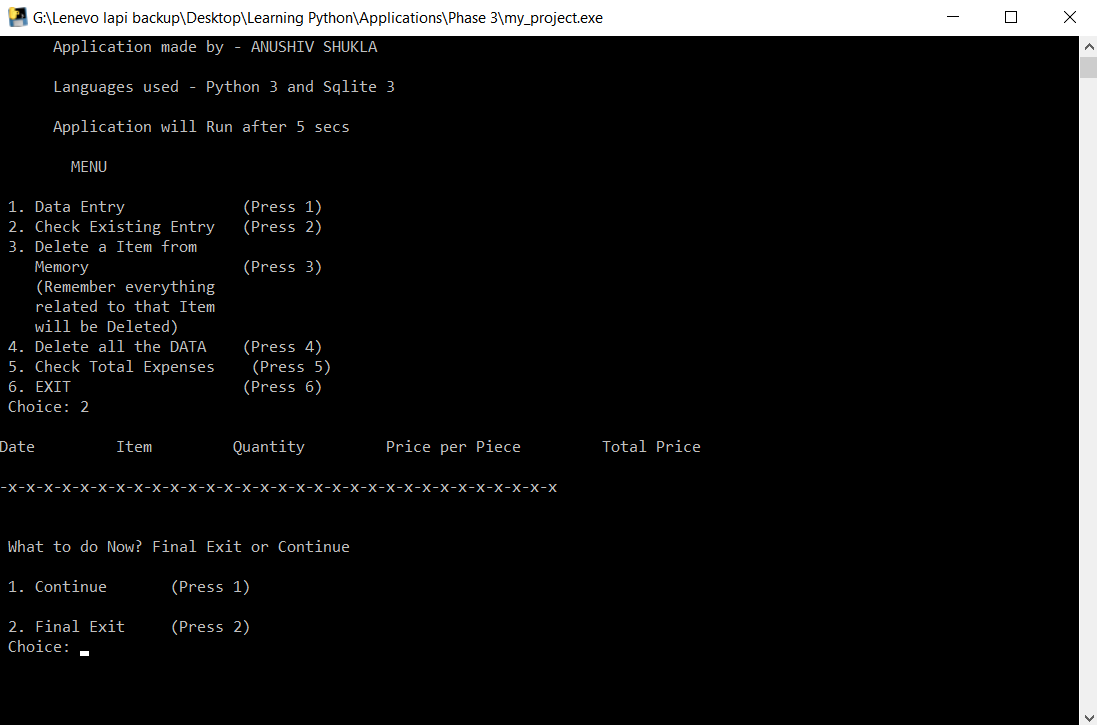 G:\Lenevo lapi backup\Desktop\Learning Python\Applications\Phase 3\my_project.exe
Application made by - ANUSHIV SHUKLA
Languages used - Python 3 and Sqlite 3
Application will Run after 5 secs
MENU
1. Data Entry (Press 1)
2. Check Existing Entry (Press 2)
3. Delete a Item from
Memory (Press 3)
(Remember everything
related to that Item
will be Deleted)
4. Delete all the DATA (Press 4)
5. Check Total Expenses (Press 5)
6. EXIT (Press 6)
Choice: 2
Date Item Quantity Price per Piece Total Price
-x-x-x-x-x-x-x-x-x-x-x-x-x-x-x-x-x-x-x-x-x-x-x-x-x-x-x-x-x-x-x
What to do Now? Final Exit or Continue
1. Continue (Press 1)
2. Final Exit (Press 2)
Choice: